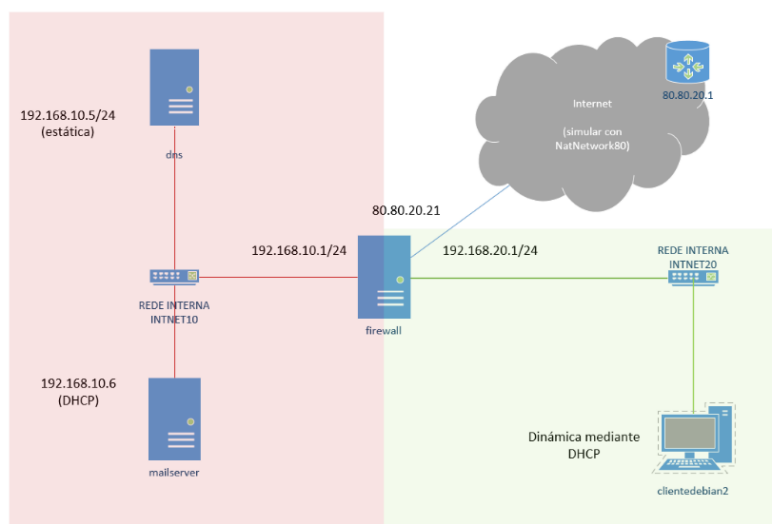 192.168.10.5/24
(estática)
dns
Internet
(simular con
NatNetwork80)
80.80.20.1
80.80.20.21
192.168.10.1/24
192.168.20.1/24
REDE INTERNA
INTNET20
REDE INTERNA
INTNET10
firewall
192.168.10.6
(DHCP)
mailserver
Dinámica mediante
DHCP
clientedebian2